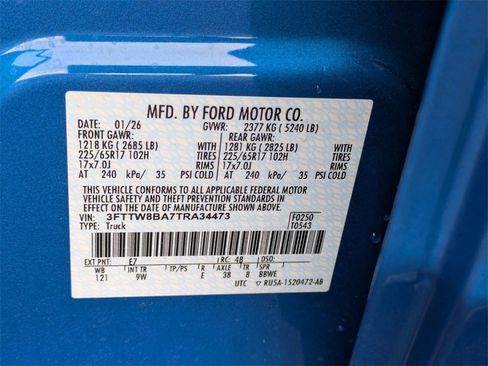 MFD. BY FORD MOTOR CO.
DATE: 01/26 GVWR: 2377 KG ( 5240 LB)
FRONT GAWR: REAR GAWR:
1218 KG ( 2685 LB) WITH 1281 KG ( 2825 LB) WITH
225/65R17 102H TIRES 225/65R17 102H TIRES
17x7.0J RIMS 17x7.0J RIMS
AT 240 kPa/ 35 PSI COLD AT 240 kPa/ 35 PSI COLD
THIS VEHICLE CONFORMS TO ALL APPLICABLE FEDERAL MOTOR
VEHICLE SAFETY AND THEFT PREVENTION STANDARDS IN
EFFECT ON THE DATE OF MANUFACTURE SHOWN ABOVE.
VIN: 3FTTW8BA7TRA34473 F0250
TYPE: Truck T0543
EXT PNT: E7 RC: 48 DSO:
WB INT TR TP/PS R AXLE TR SPR
121 9W E 38 8 BBWE
UTC ▽ RU5A-1520472-AB